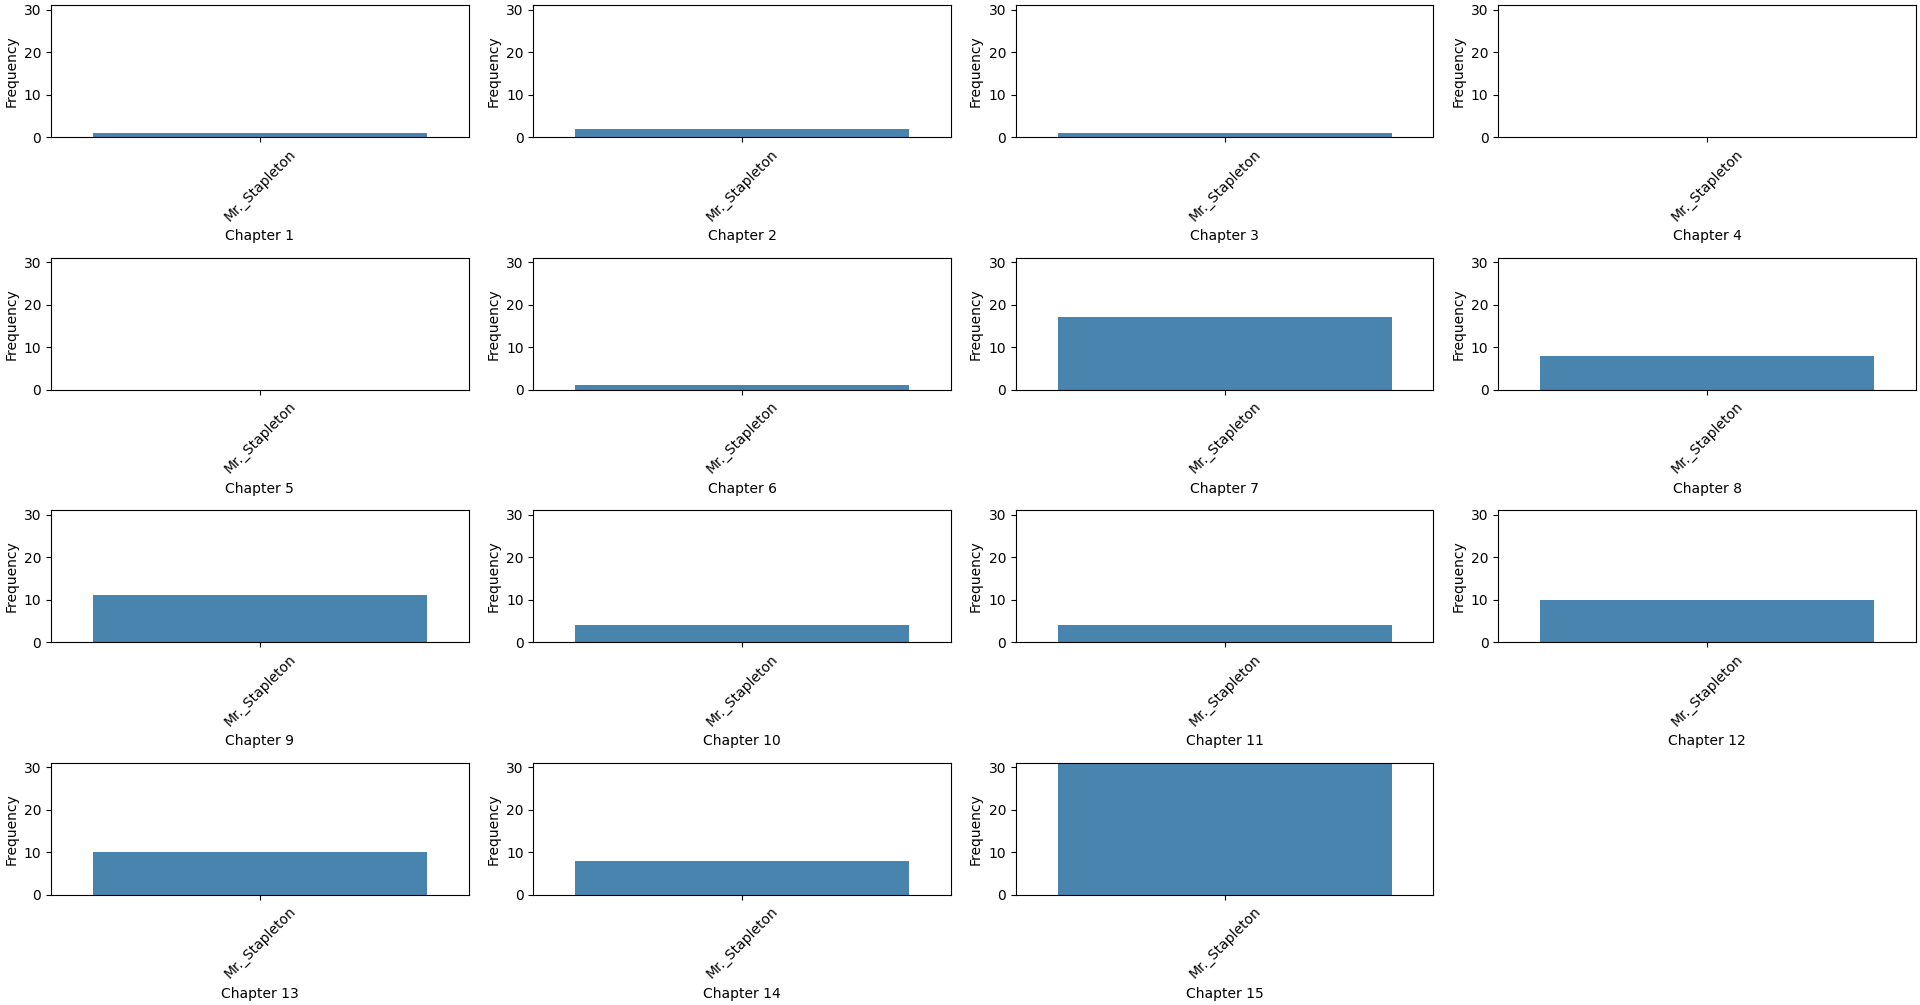 Frequency
30
20
10
0
Mr._Stapleton
Chapter 1
Frequency
30
20
10
0
Mr._Stapleton
Chapter 2
Frequency
30
20
10
0
Mr._Stapleton
Chapter 3
Frequency
30
20
10
0
Mr._Stapleton
Chapter 4
Frequency
30
20
10
0
Mr._Stapleton
Chapter 5
Frequency
30
20
10
0
Mr._Stapleton
Chapter 6
Frequency
30
20
10
0
Mr._Stapleton
Chapter 7
Frequency
30
20
10
0
Mr._Stapleton
Chapter 8
Frequency
30
20
10
0
Mr._Stapleton
Chapter 9
Frequency
30
20
10
0
Mr._Stapleton
Chapter 10
Frequency
30
20
10
0
Mr._Stapleton
Chapter 11
Frequency
30
20
10
0
Mr._Stapleton
Chapter 12
Frequency
30
20
10
0
Mr._Stapleton
Chapter 13
Frequency
30
20
10
0
Mr._Stapleton
Chapter 14
Frequency
30
20
10
0
Mr._Stapleton
Chapter 15